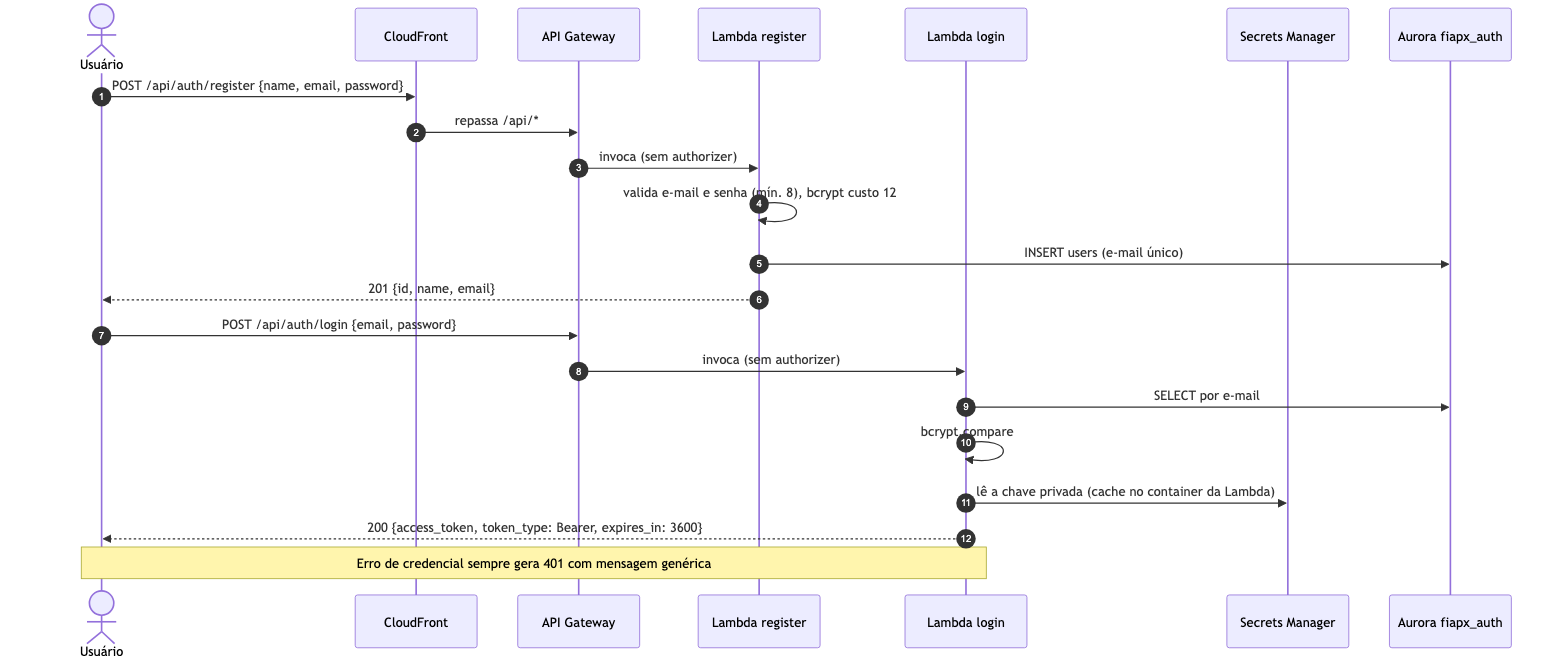 Usuário
CloudFront
API Gateway
Lambda register
Lambda login
Secrets Manager
Aurora fiapx_auth
1 POST /api/auth/register {name, email, password}
2 repassa /api/*
3 invoca (sem authorizer)
4 valida e-mail e senha (mín. 8), bcrypt custo 12
5 INSERT users (e-mail único)
6 201 {id, name, email}
7 POST /api/auth/login {email, password}
8 invoca (sem authorizer)
9 SELECT por e-mail
10 bcrypt.compare
11 lê a chave privada (cache no container da Lambda)
12 200 {access_token, token_type: Bearer, expires_in: 3600}
Erro de credencial sempre gera 401 com mensagem genérica
Usuário
CloudFront
API Gateway
Lambda register
Lambda login
Secrets Manager
Aurora fiapx_auth